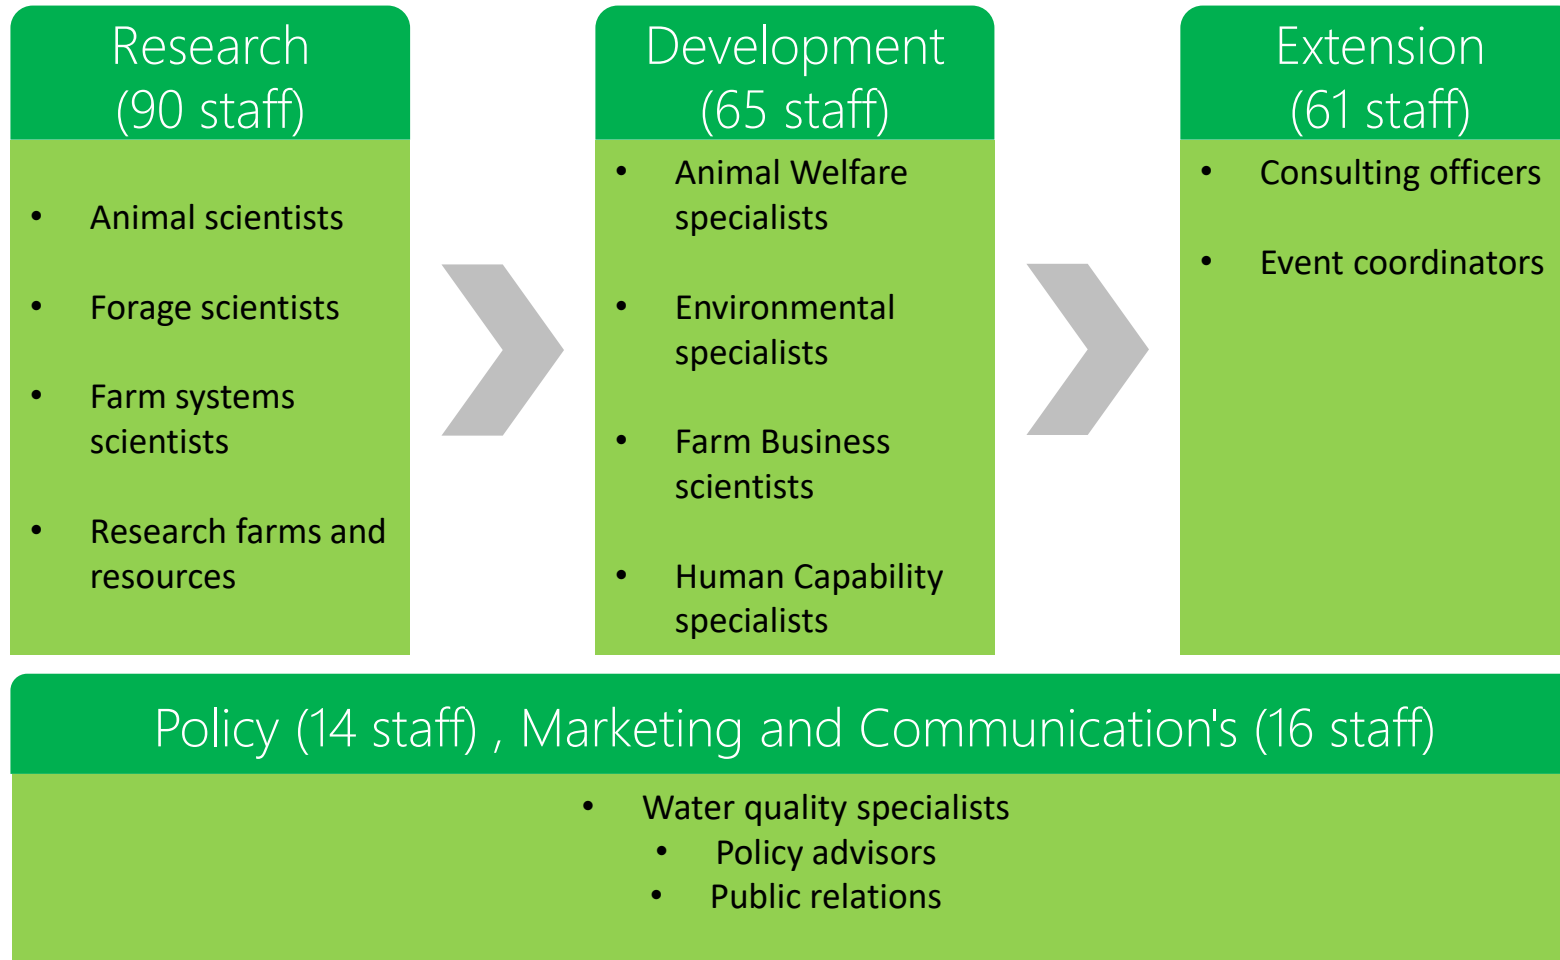 Research
(90 staff)
• Animal scientists
• Forage scientists
• Farm systems
scientists
• Research farms and
resources
Development
(65 staff)
• Animal Welfare
specialists
• Environmental
specialists
• Farm Business
scientists
• Human Capability
specialists
Extension
(61 staff)
• Consulting officers
• Event coordinators
Policy (14 staff) , Marketing and Communication's (16 staff)
• Water quality specialists
• Policy advisors
• Public relations